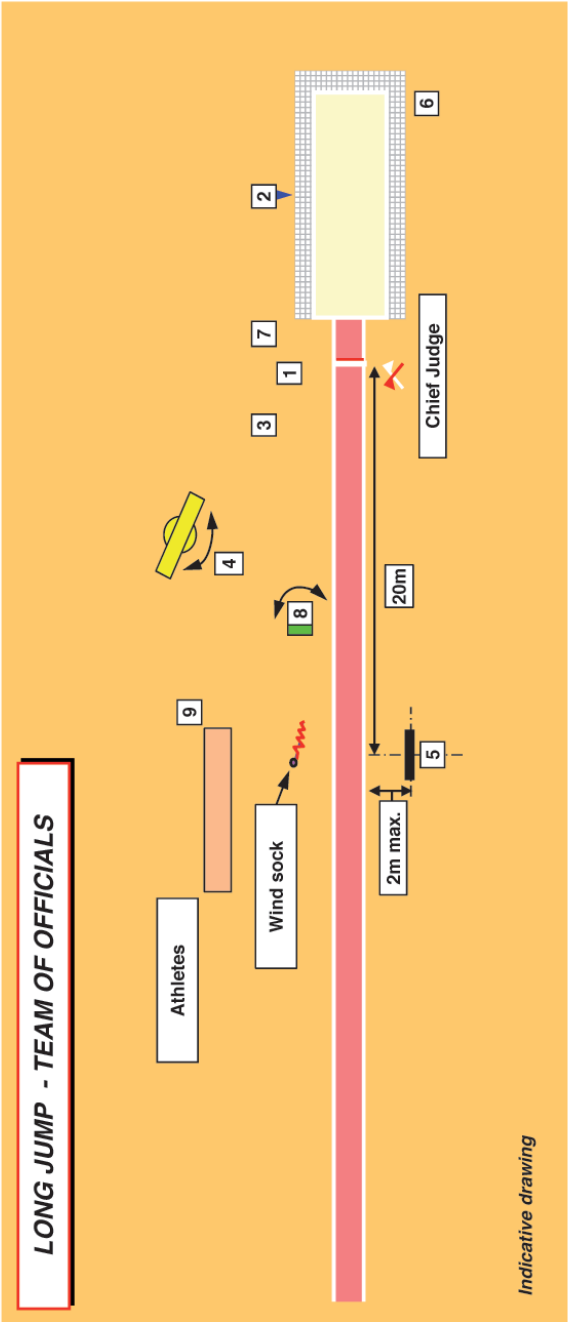 LONG JUMP - TEAM OF OFFICIALS
Athletes
9
4
Wind sock
8
3
1
7
2
2m max.
20m
5
Chief Judge
6
Indicative drawing